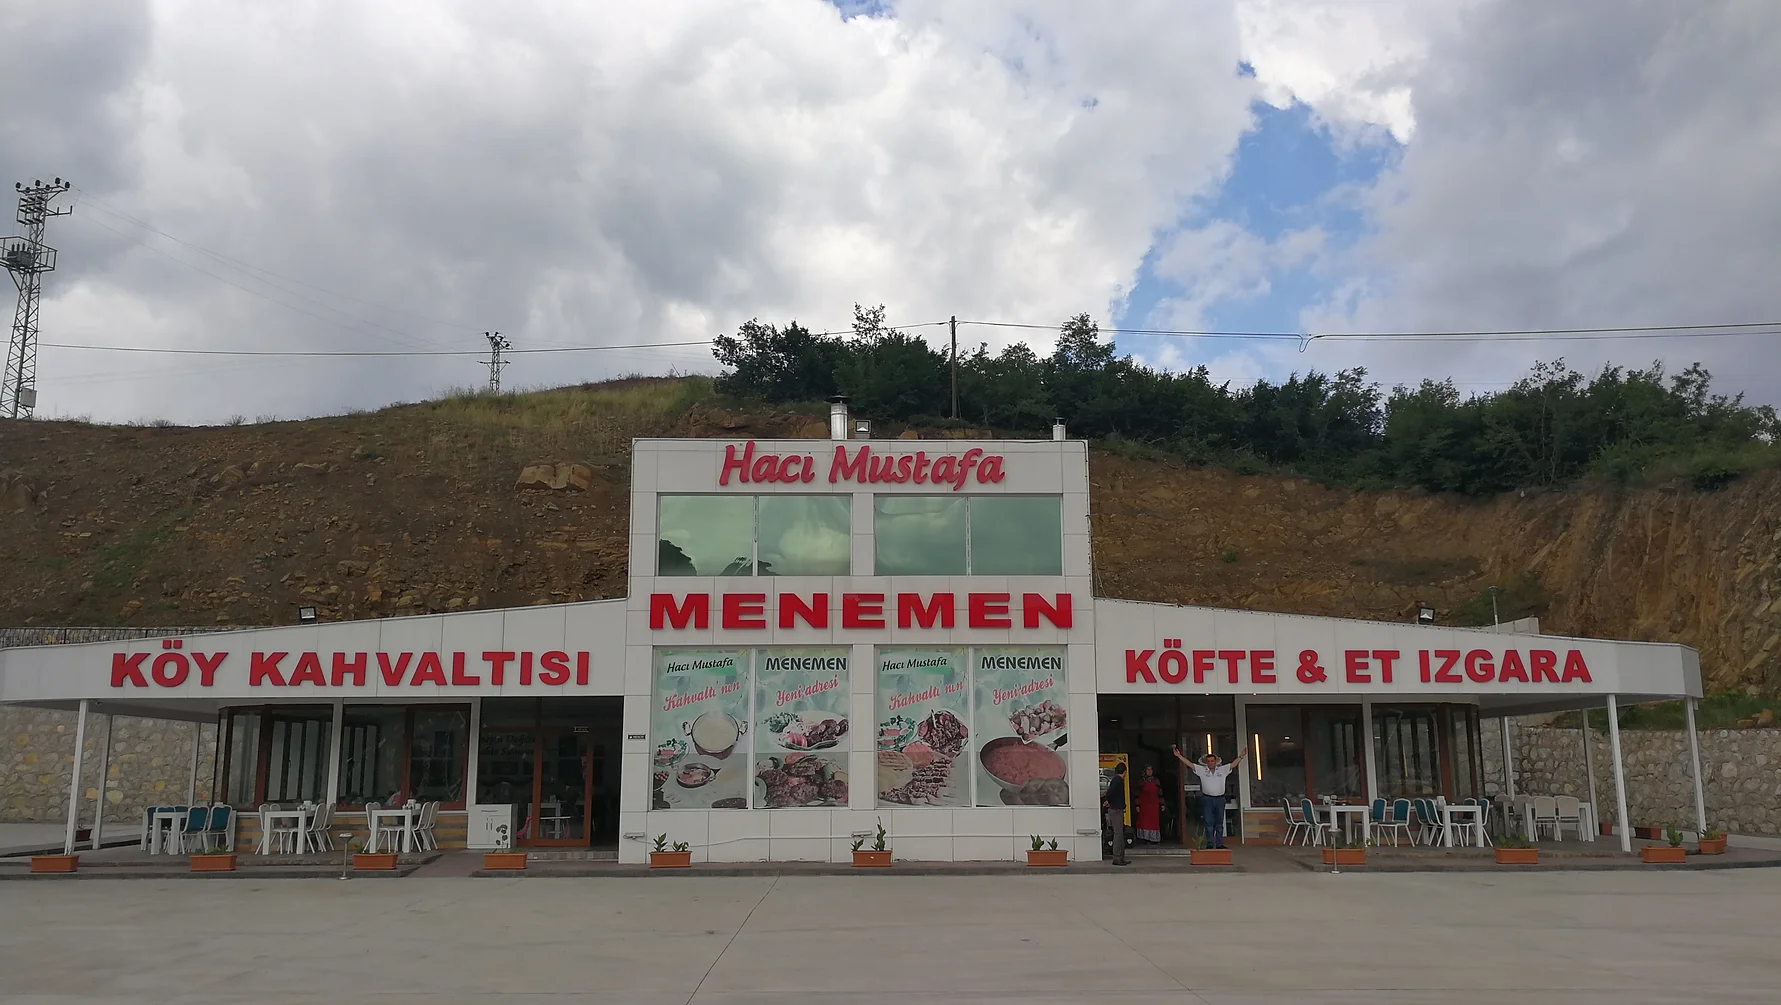 Hacı Mustafa
MENEMEN
KÖY KAHVALTISI
KÖFTE & ET IZGARA
Hacı Mustafa
Kahvaltı'nın
MENEMEN
Yeni adresi
Hacı Mustafa
Kahvaltı'nın
MENEMEN
Yeni adresi